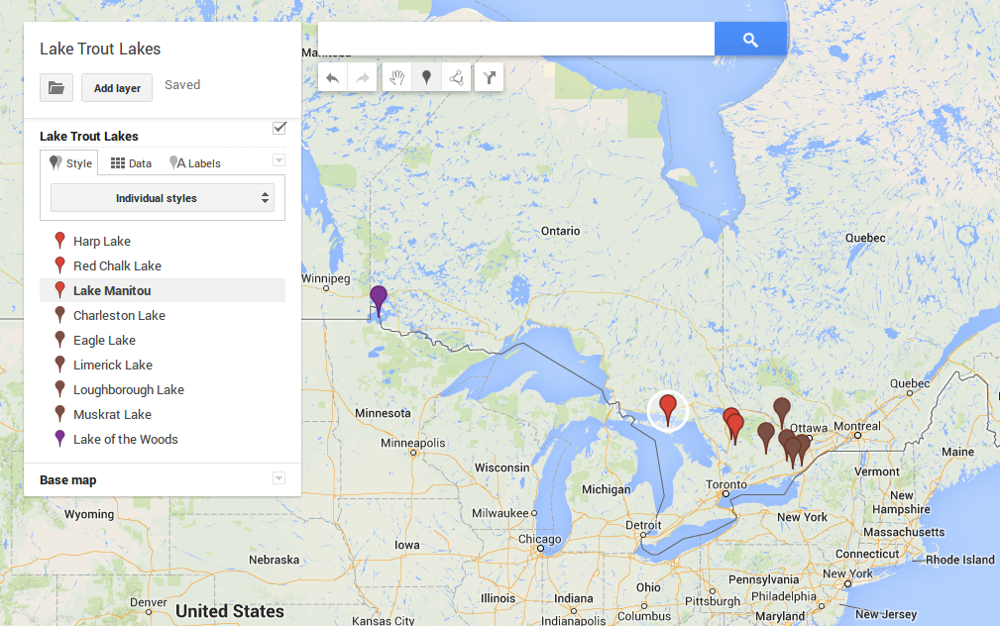 Lake Trout Lakes
Add layer
Saved
Lake Trout Lakes
Style
Data
A Labels
Individual styles
Harp Lake
Red Chalk Lake
Lake Manitou
Charleston Lake
Eagle Lake
Limerick Lake
Loughborough Lake
Muskrat Lake
Lake of the Woods
Base map
Ontario
Quebec
Winnipeg
Quebec
Minnesota
Ottawa
Montreal
Minneapolis
Maine
Wisconsin
Vermont
Michigan
Toronto
New
Hampshire
Wyoming
Milwaukee
New York
Detroit
Massachusetts
Chicago
Iowa
Connecticut
Rhode Island
Nebraska
New York
Pennsylvania
Ohio
Illinois
Indiana
Philadelphia
Denver
Pittsburgh
United States
Columbus
Maryland
New Jersey
Kansas City
Indianapolis